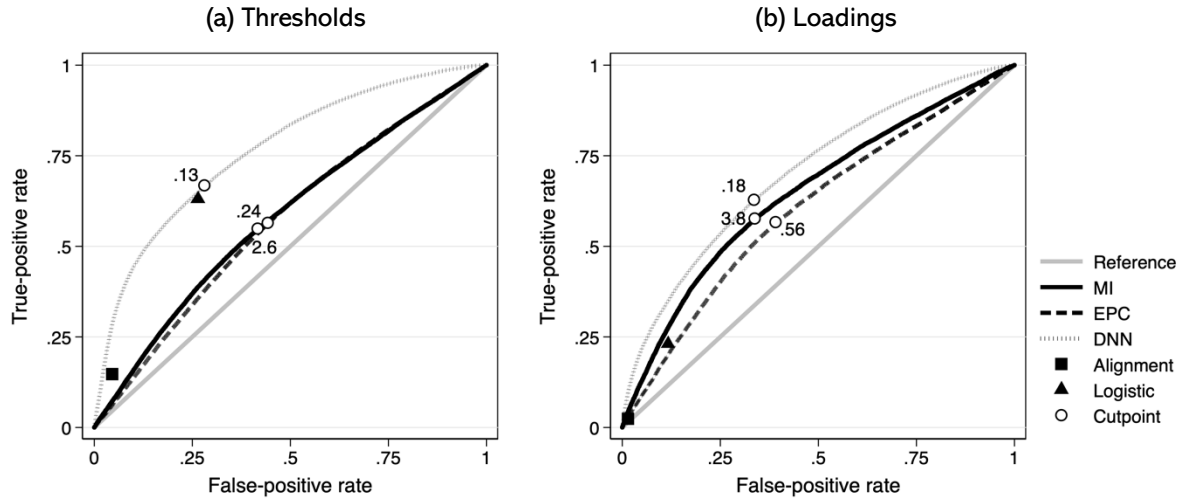 (a) Thresholds
(b) Loadings
True-positive rate
1
.75
.5
.25
0
.13
.24
2.6
0
.25
.5
.75
1
False-positive rate
True-positive rate
1
.75
.5
.25
0
.18
3.8
.56
0
.25
.5
.75
1
False-positive rate
Reference
MI
EPC
DNN
Alignment
Logistic
Cutpoint